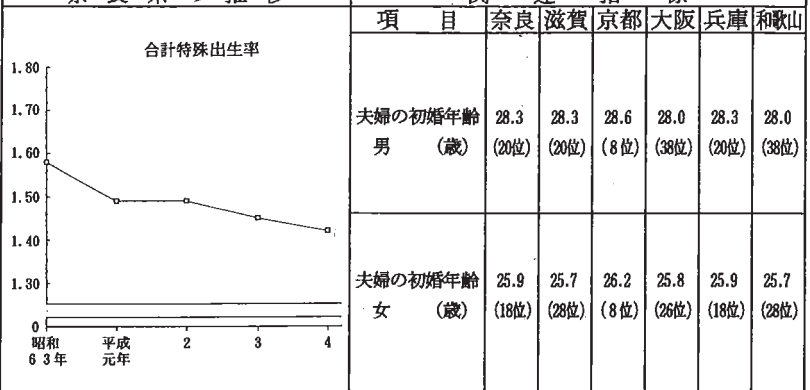 合計特殊出生率
1.80
1.70
1.60
1.50
1.40
1.30
0
昭和 平成 2 3 4
63年 元年
項 目 奈良 滋賀 京都 大阪 兵庫 和歌山
夫婦の初婚年齢 28.3 28.3 28.6 28.0 28.3 28.0
男 (歳) (20位) (20位) (8位) (38位) (20位) (38位)
夫婦の初婚年齢 25.9 25.7 26.2 25.8 25.9 25.7
女 (歳) (18位) (28位) (8位) (26位) (18位) (28位)